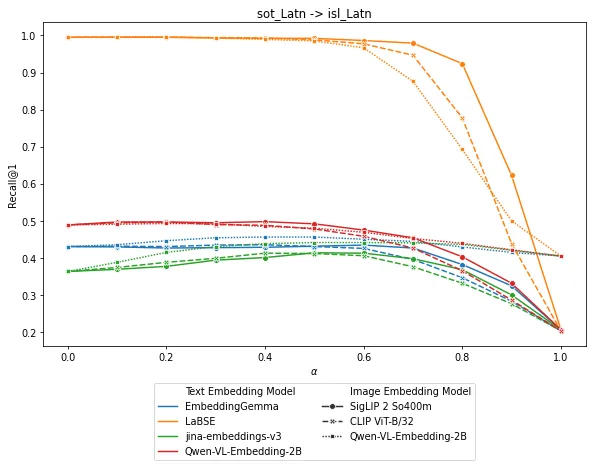 sot_Latn -> isl_Latn
1.0
0.9
0.8
0.7
0.6
0.5
0.4
0.3
0.2
Recall@1
0.0 0.2 0.4 0.6 0.8 1.0
α
Text Embedding Model
EmbeddingGemma
LaBSE
jina-embeddings-v3
Qwen-VL-Embedding-2B
Image Embedding Model
SigLIP 2 So400m
CLIP ViT-B/32
Qwen-VL-Embedding-2B